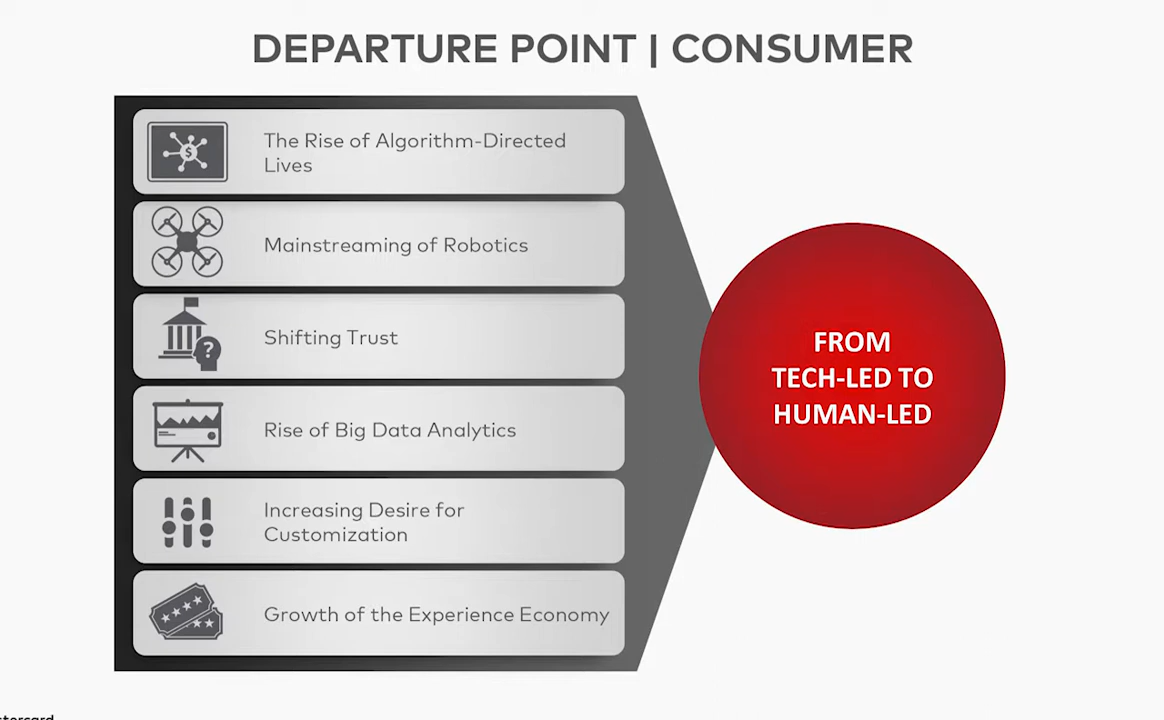 DEPARTURE POINT | CONSUMER
The Rise of Algorithm-Directed
Lives
Mainstreaming of Robotics
Shifting Trust
Rise of Big Data Analytics
Increasing Desire for
Customization
Growth of the Experience Economy
FROM
TECH-LED TO
HUMAN-LED